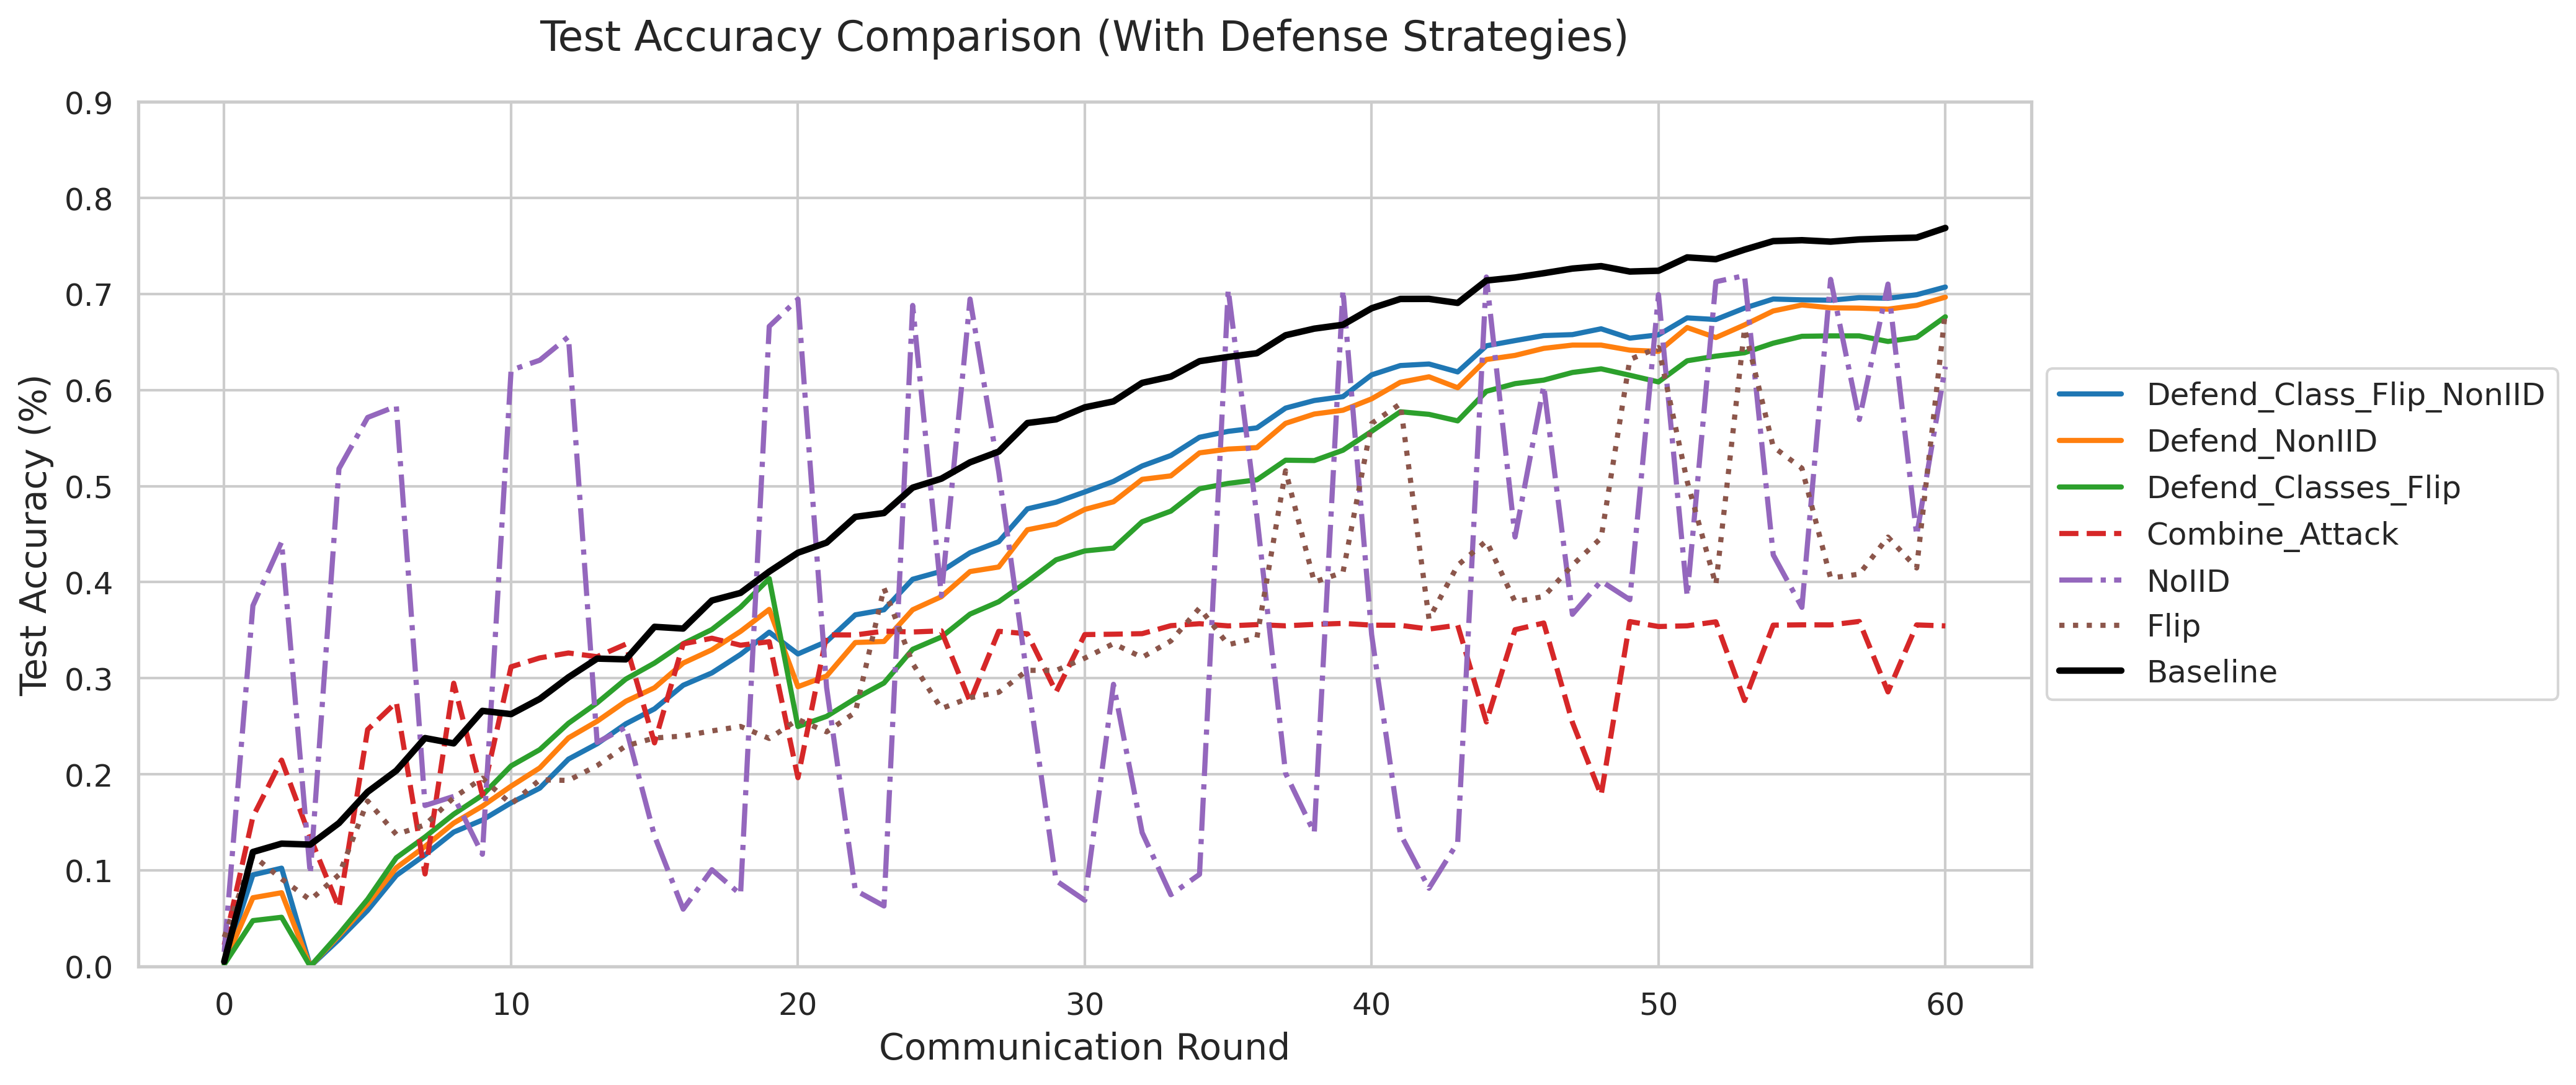 Test Accuracy Comparison (With Defense Strategies)
Test Accuracy (%)
0.9
0.8
0.7
0.6
0.5
0.4
0.3
0.2
0.1
0.0
0 10 20 30 40 50 60
Communication Round
Defend_Class_Flip_NonIID
Defend_NonIID
Defend_Classes_Flip
Combine_Attack
NoIID
Flip
Baseline